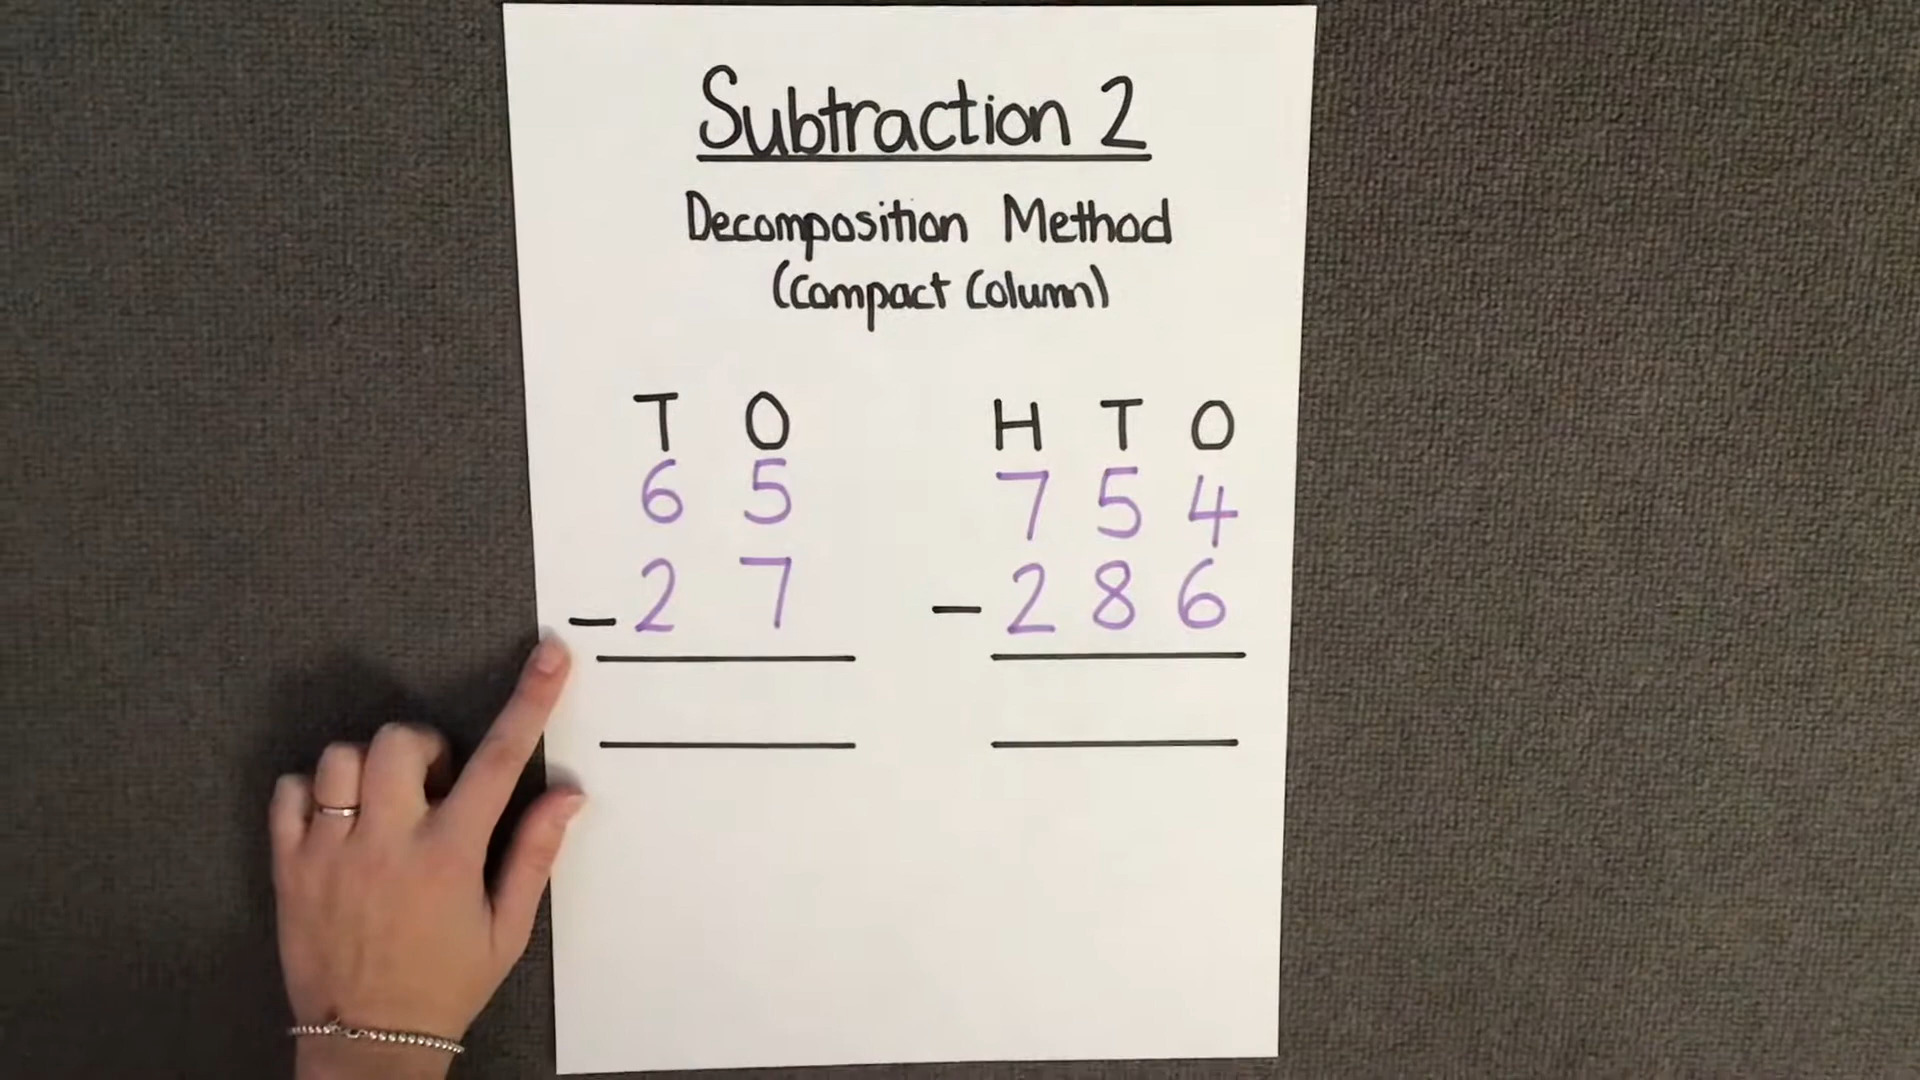 Subtraction 2
Decomposition Method
(Compact Column)
T O
6 5
- 2 7
H T O
7 5 4
- 2 8 6